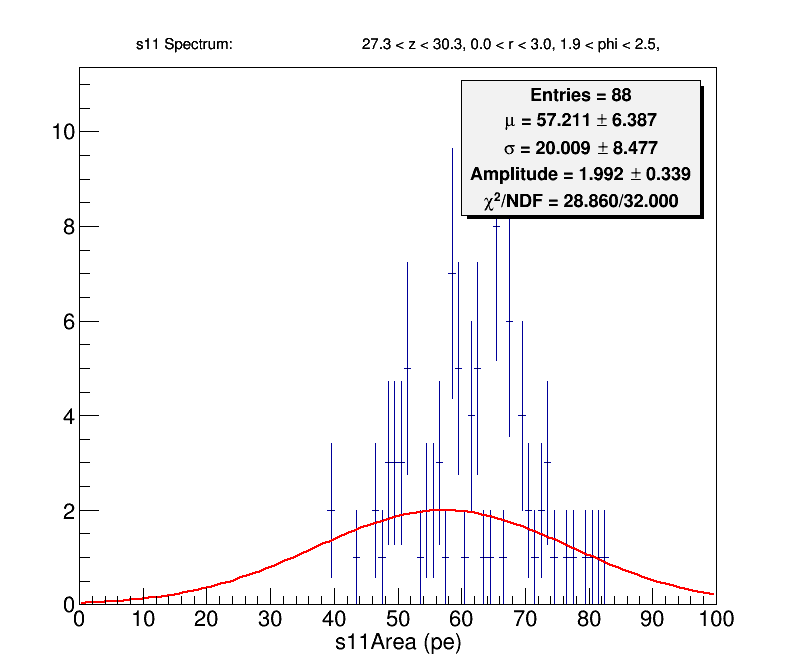 s11 Spectrum: 27.3 < z < 30.3, 0.0 < r < 3.0, 1.9 < phi < 2.5,
Entries = 88
μ = 57.211 ± 6.387
σ = 20.009 ± 8.477
Amplitude = 1.992 ± 0.339
χ²/NDF = 28.860/32.000
10
8
6
4
2
0
0 10 20 30 40 50 60 70 80 90 100
s11Area (pe)